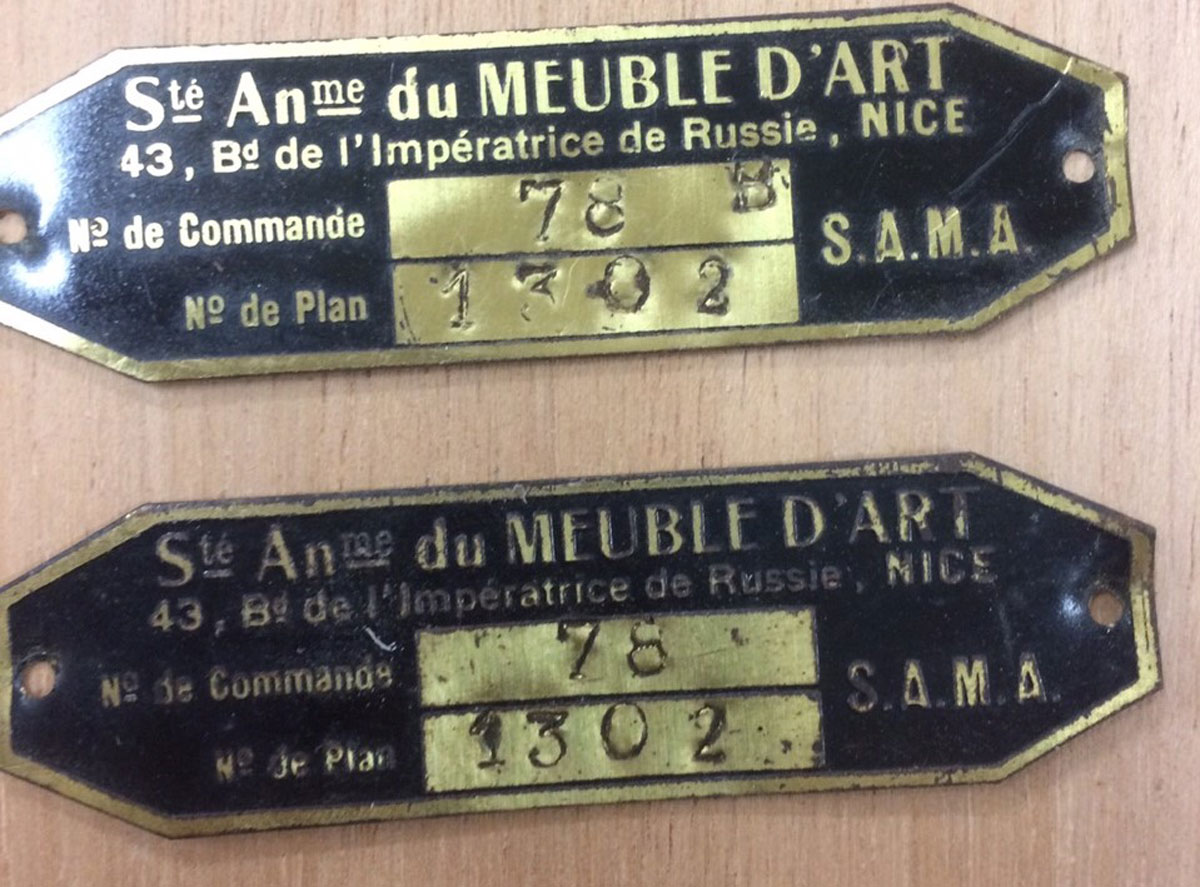 Sté Anme du MEUBLE D'ART
43, Bd de l'Impératrice de Russie, NICE
No de Commande 78 B
No de Plan 1302
S.A.M.A.
Sté Anme du MEUBLE D'ART
43, Bd de l'Impératrice de Russie, NICE
No de Commande 78
No de Plan 1302
S.A.M.A.